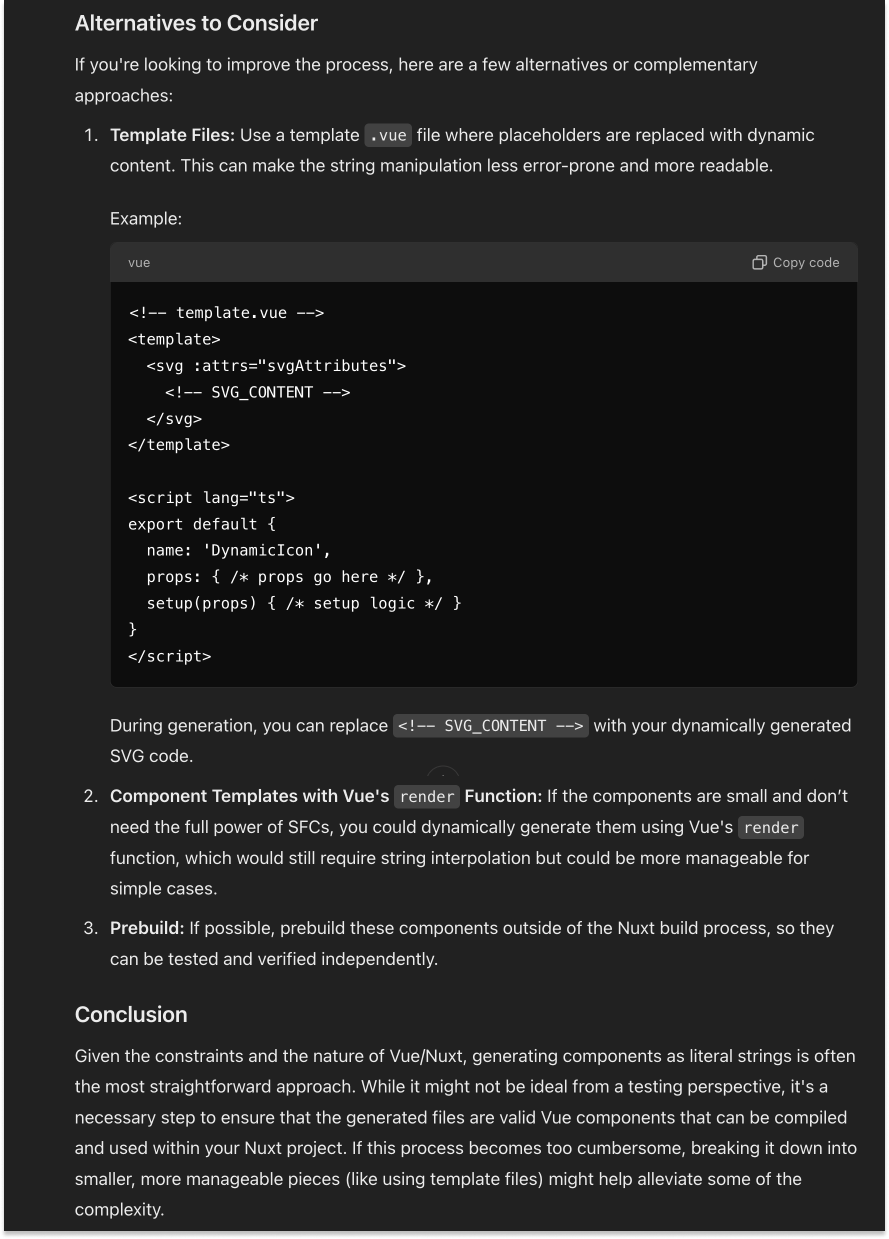 Alternatives to Consider
If you're looking to improve the process, here are a few alternatives or complementary
approaches:
1. Template Files: Use a template .vue file where placeholders are replaced with dynamic
content. This can make the string manipulation less error-prone and more readable.
Example:
vue
Copy code
<!-- template.vue -->
<template>
  <svg :attrs="svgAttributes">
    <!-- SVG_CONTENT -->
  </svg>
</template>

<script lang="ts">
export default {
  name: 'DynamicIcon',
  props: { /* props go here */ },
  setup(props) { /* setup logic */ }
}
</script>
During generation, you can replace <!-- SVG_CONTENT --> with your dynamically generated
SVG code.
2. Component Templates with Vue's render Function: If the components are small and don’t
need the full power of SFCs, you could dynamically generate them using Vue's render
function, which would still require string interpolation but could be more manageable for
simple cases.
3. Prebuild: If possible, prebuild these components outside of the Nuxt build process, so they
can be tested and verified independently.
Conclusion
Given the constraints and the nature of Vue/Nuxt, generating components as literal strings is often
the most straightforward approach. While it might not be ideal from a testing perspective, it's a
necessary step to ensure that the generated files are valid Vue components that can be compiled
and used within your Nuxt project. If this process becomes too cumbersome, breaking it down into
smaller, more manageable pieces (like using template files) might help alleviate some of the
complexity.